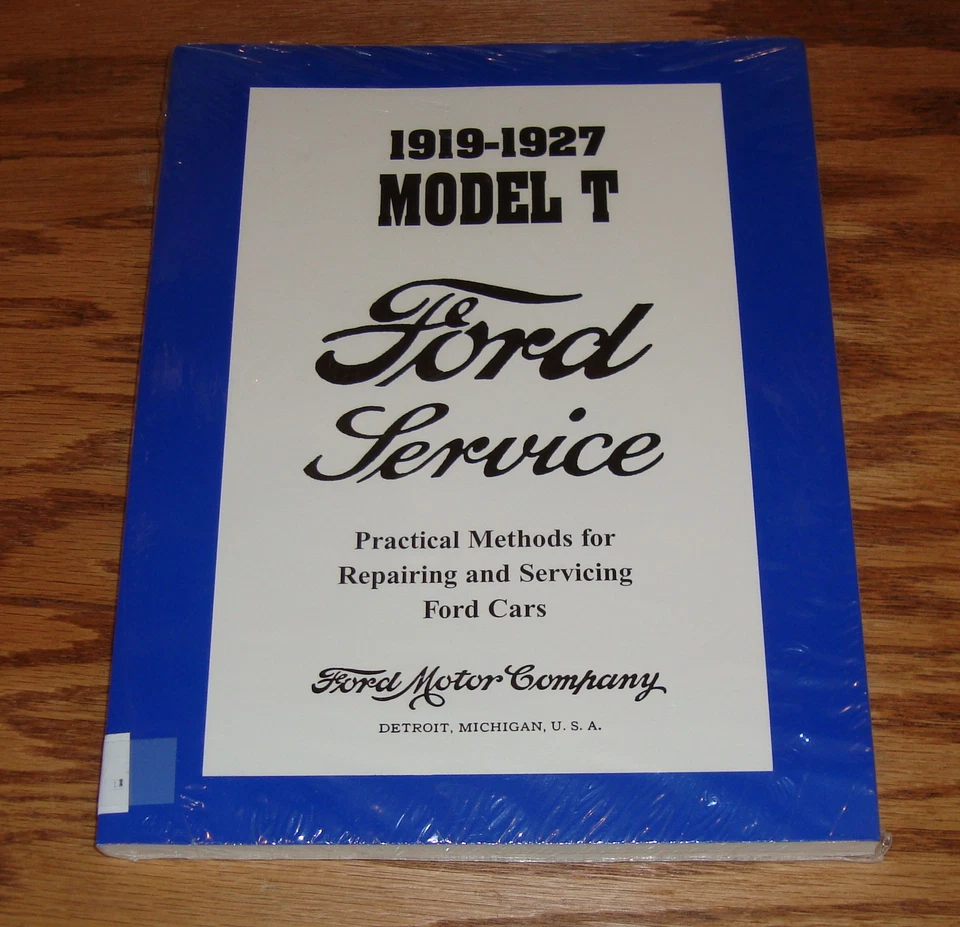 1919-1927
MODEL T
Ford
Service
Practical Methods for
Repairing and Servicing
Ford Cars
Ford Motor Company
DETROIT, MICHIGAN, U. S. A.